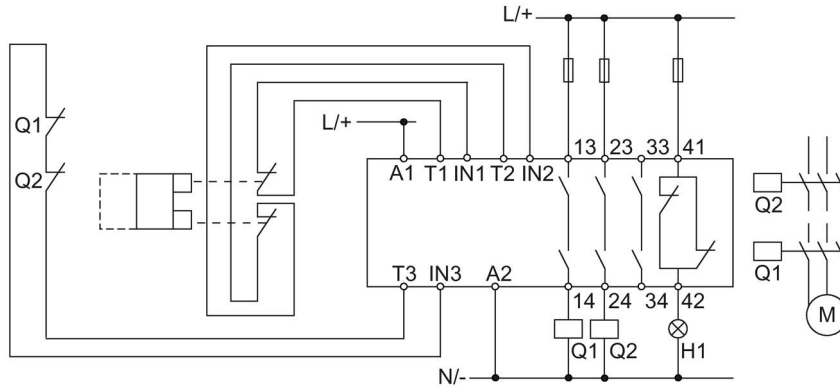 L/+
Q1
Q2
L/+
13 23 33 41
A1 T1 IN1 T2 IN2
Q2
Q1
T3 IN3 A2
14 24 34 42
M
Q1 Q2 H1
N/-